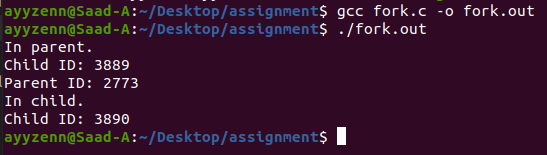 ayyzenn@Saad-A:~/Desktop/assignment$ gcc fork.c -o fork.out
ayyzenn@Saad-A:~/Desktop/assignment$ ./fork.out
In parent.
Child ID: 3889
Parent ID: 2773
In child.
Child ID: 3890
ayyzenn@Saad-A:~/Desktop/assignment$